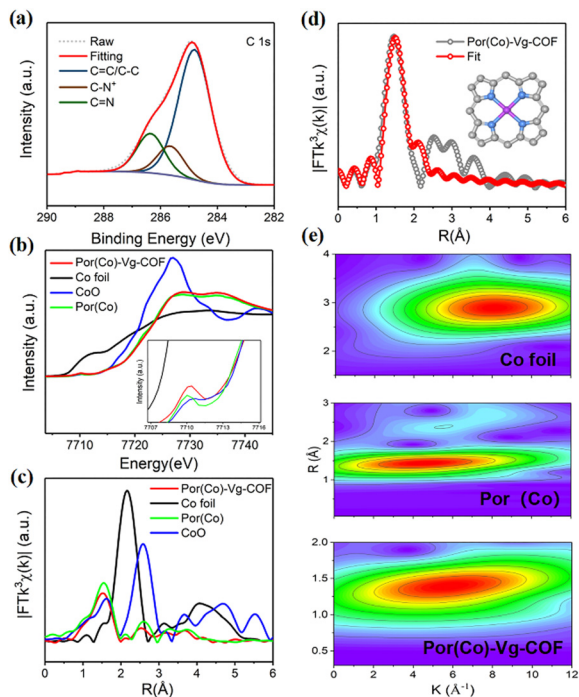 (a)
C 1s
Raw
Fitting
C=C/C-C
C-N⁺
C=N
Intensity (a.u.)
290 288 286 284 282
Binding Energy (eV)
(b)
Por(Co)-Vg-COF
Co foil
CoO
Por(Co)
Intensity (a.u.)
Intensity (a.u.)
7707 7710 7713 7716
7710 7720 7730 7740
Energy(eV)
(c)
Por(Co)-Vg-COF
Co foil
Por(Co)
CoO
|FTk³χ(k)| (a.u.)
0 1 2 3 4 5 6
R(Å)
(d)
Por(Co)-Vg-COF
Fit
|FTk³χ(k)| (a.u.)
0 1 2 3 4 5 6
R(Å)
(e)
4
3
2
Co foil
3
2
1
R (Å)
Por (Co)
2.0
1.5
1.0
0.5
Por(Co)-Vg-COF
0 2 4 6 8 10 12
K (Å⁻¹)